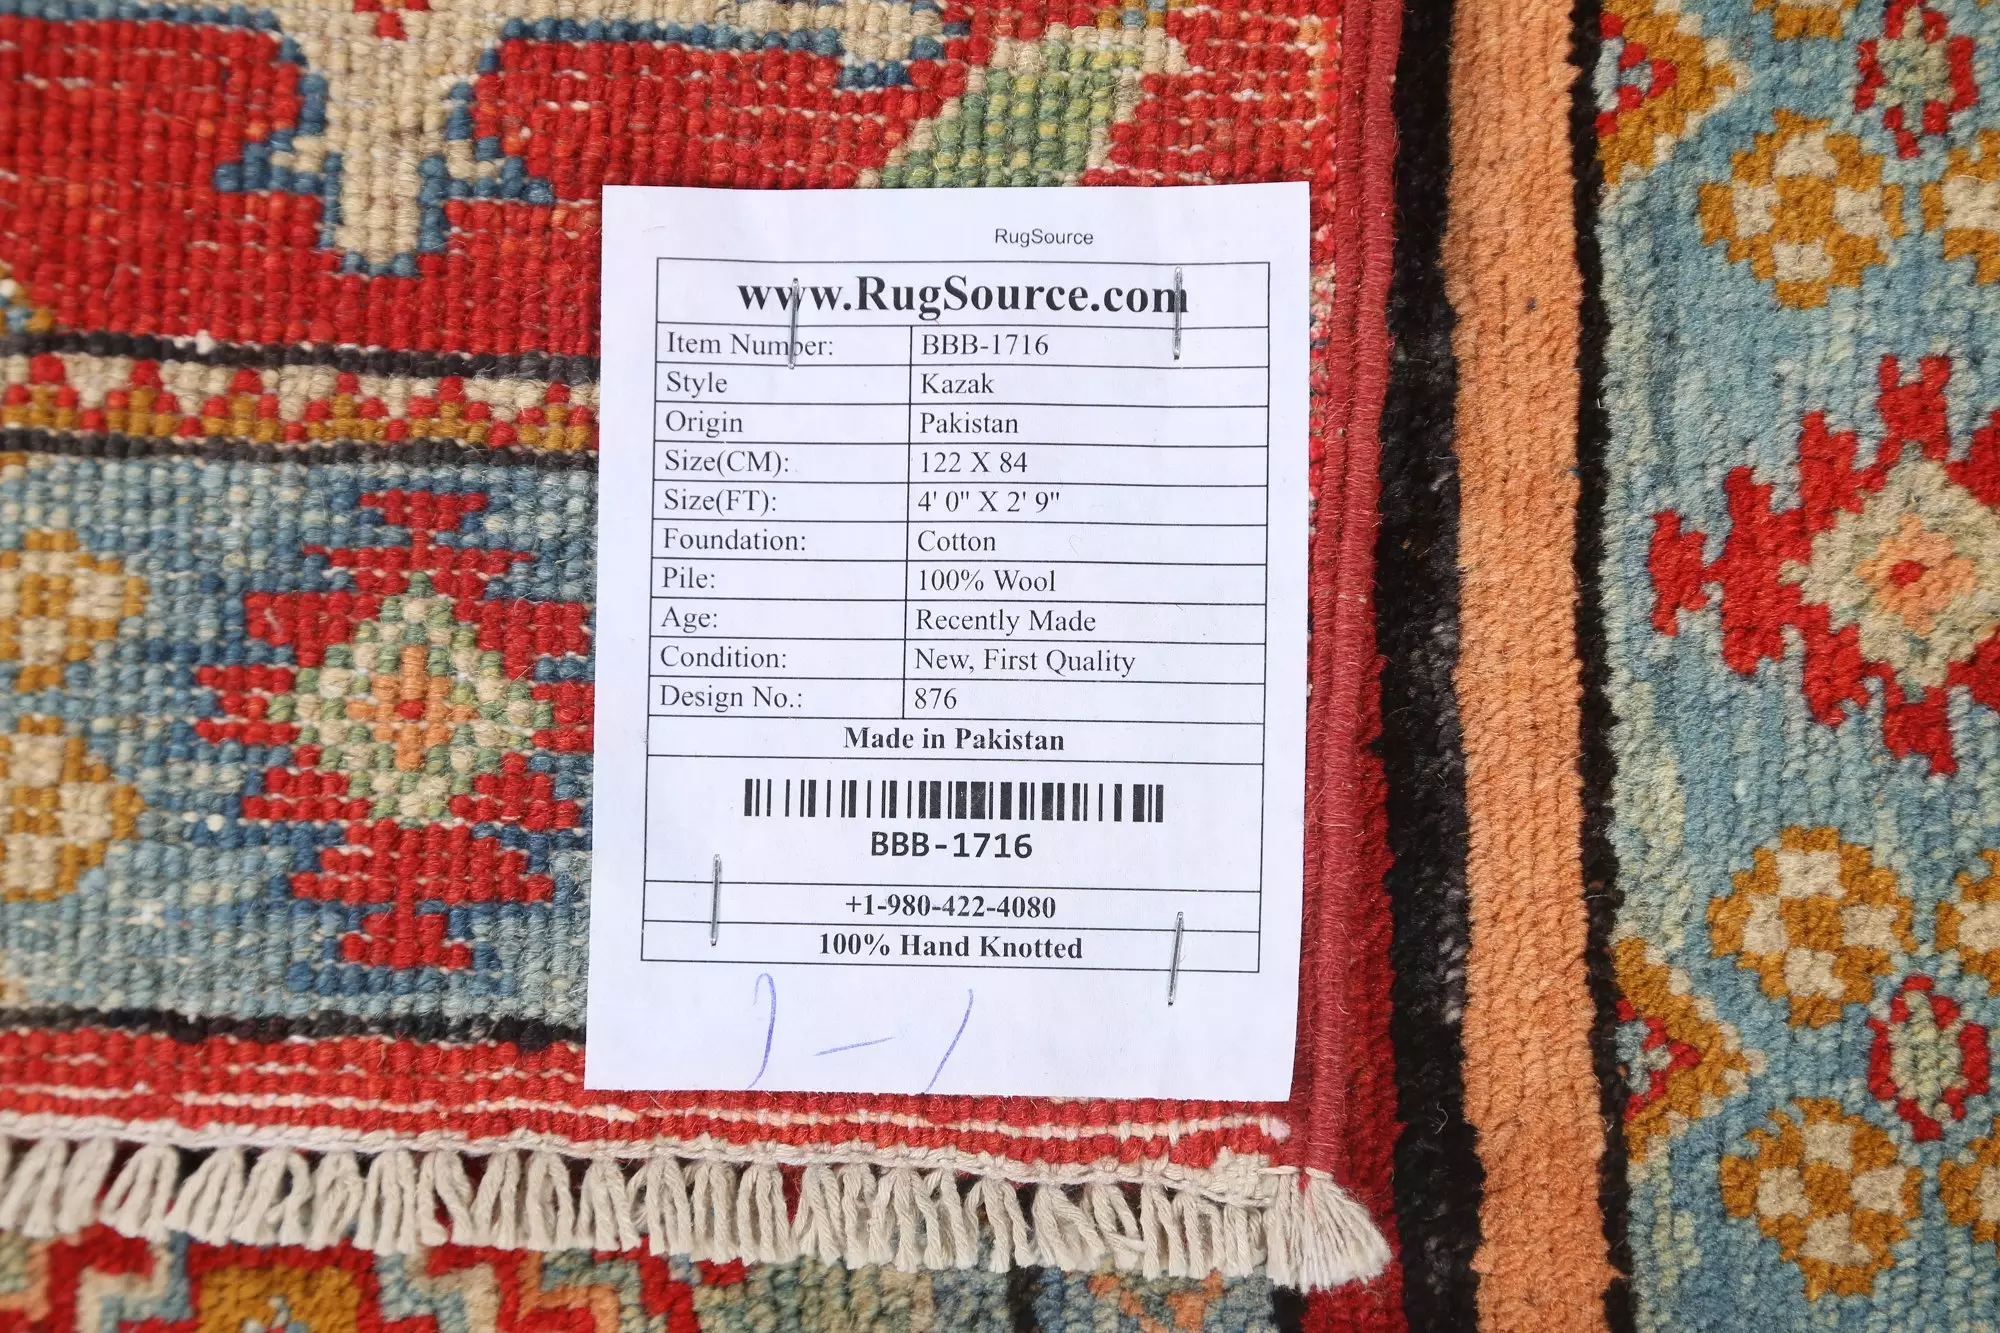 RugSource
www.RugSource.com
Item Number: BBB-1716
Style Kazak
Origin Pakistan
Size(CM): 122 X 84
Size(FT): 4' 0" X 2' 9"
Foundation: Cotton
Pile: 100% Wool
Age: Recently Made
Condition: New, First Quality
Design No.: 876
Made in Pakistan
BBB-1716
+1-980-422-4080
100% Hand Knotted